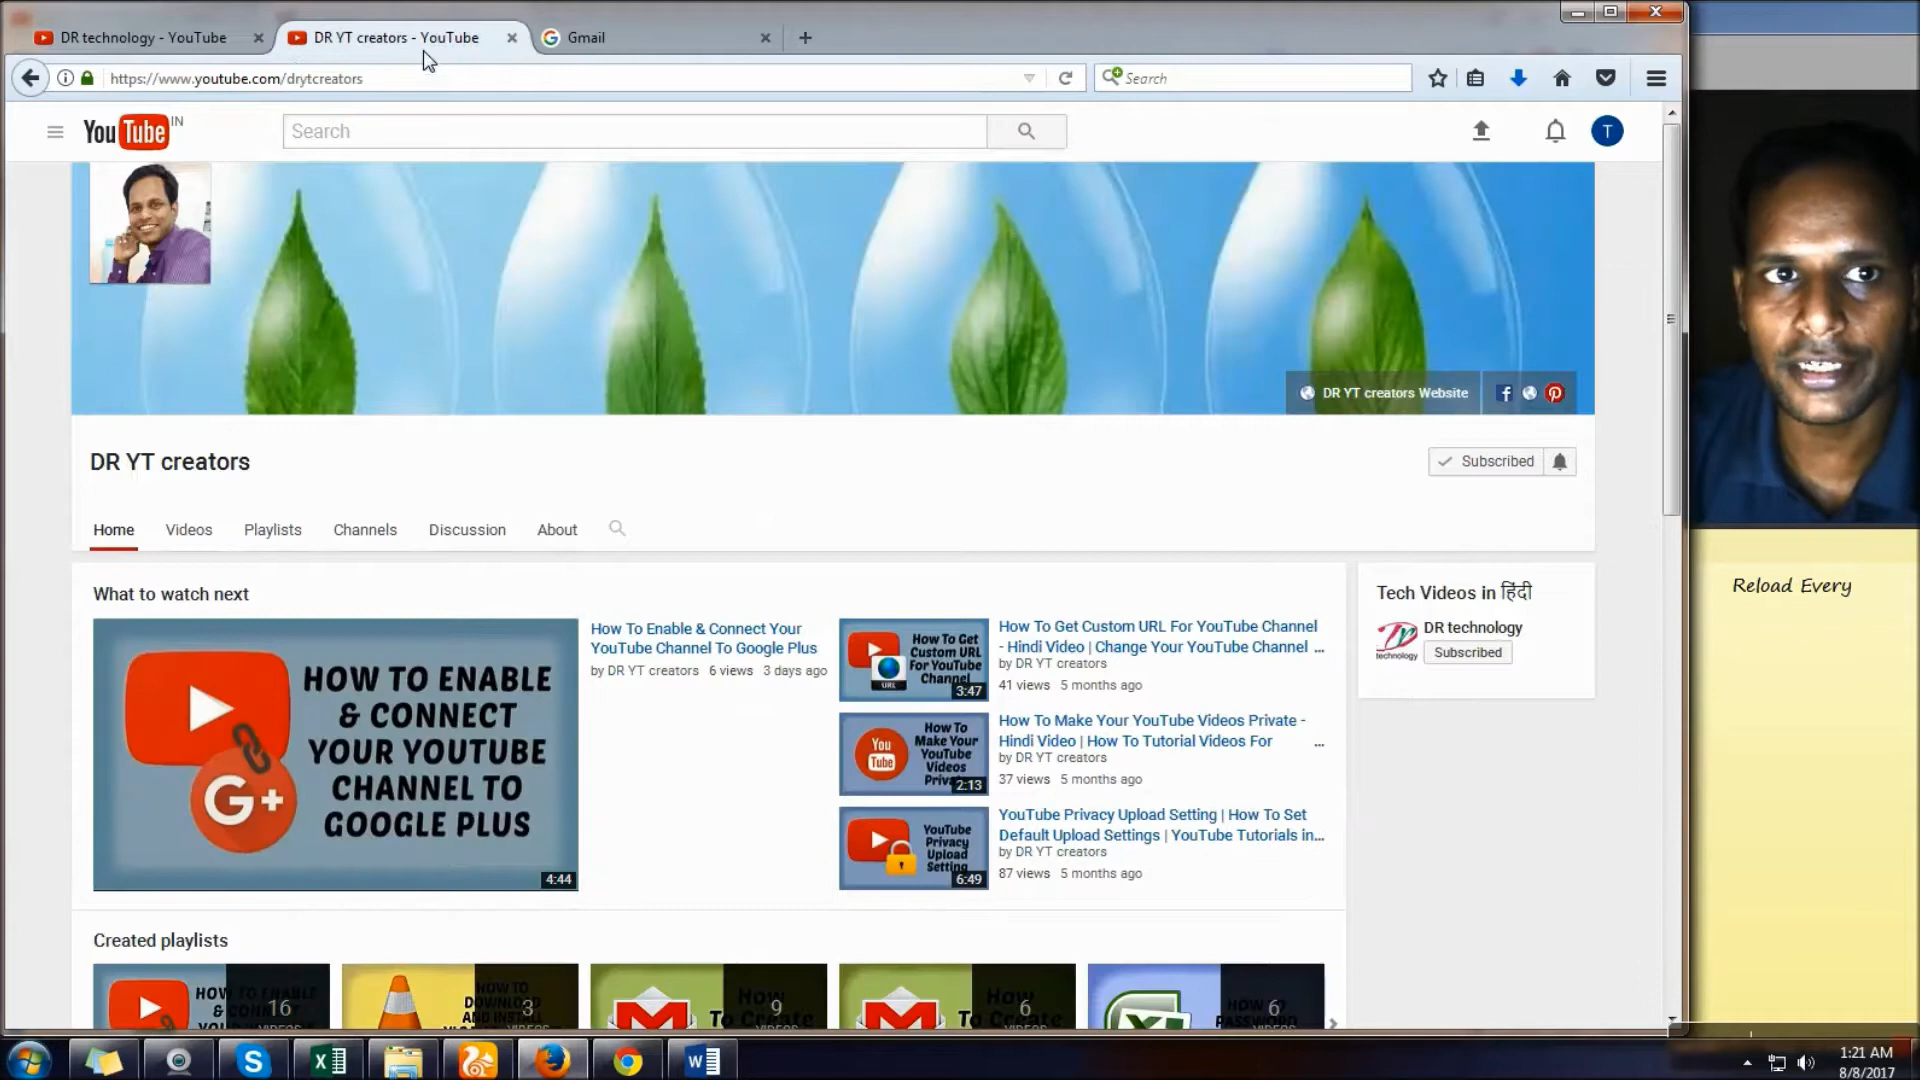 DR technology - YouTube
DR YT creators - YouTube
Gmail
https://www.youtube.com/drytcreators
Search
YouTube IN
Search
T
DR YT creators Website
DR YT creators
Subscribed
Home
Videos
Playlists
Channels
Discussion
About
What to watch next
HOW TO ENABLE
& CONNECT
YOUR YOUTUBE
CHANNEL TO
GOOGLE PLUS
G+
4:44
How To Enable & Connect Your
YouTube Channel To Google Plus
by DR YT creators 6 views 3 days ago
How To Get
Custom URL
For YouTube
Channel
URL
3:47
How To Get Custom URL For YouTube Channel
- Hindi Video | Change Your YouTube Channel ...
by DR YT creators
41 views 5 months ago
You
Tube
How To
Make Your
YouTube
Videos
2:13
How To Make Your YouTube Videos Private -
Hindi Video | How To Tutorial Videos For ...
by DR YT creators
37 views 5 months ago
YouTube
Privacy
Upload
Setting
6:49
YouTube Privacy Upload Setting | How To Set
Default Upload Settings | YouTube Tutorials in...
by DR YT creators
87 views 5 months ago
Tech Videos in हिंदी
technology
DR technology
Subscribed
Reload Every
Created playlists
16
3
9
6
6
1:21 AM
8/8/2017